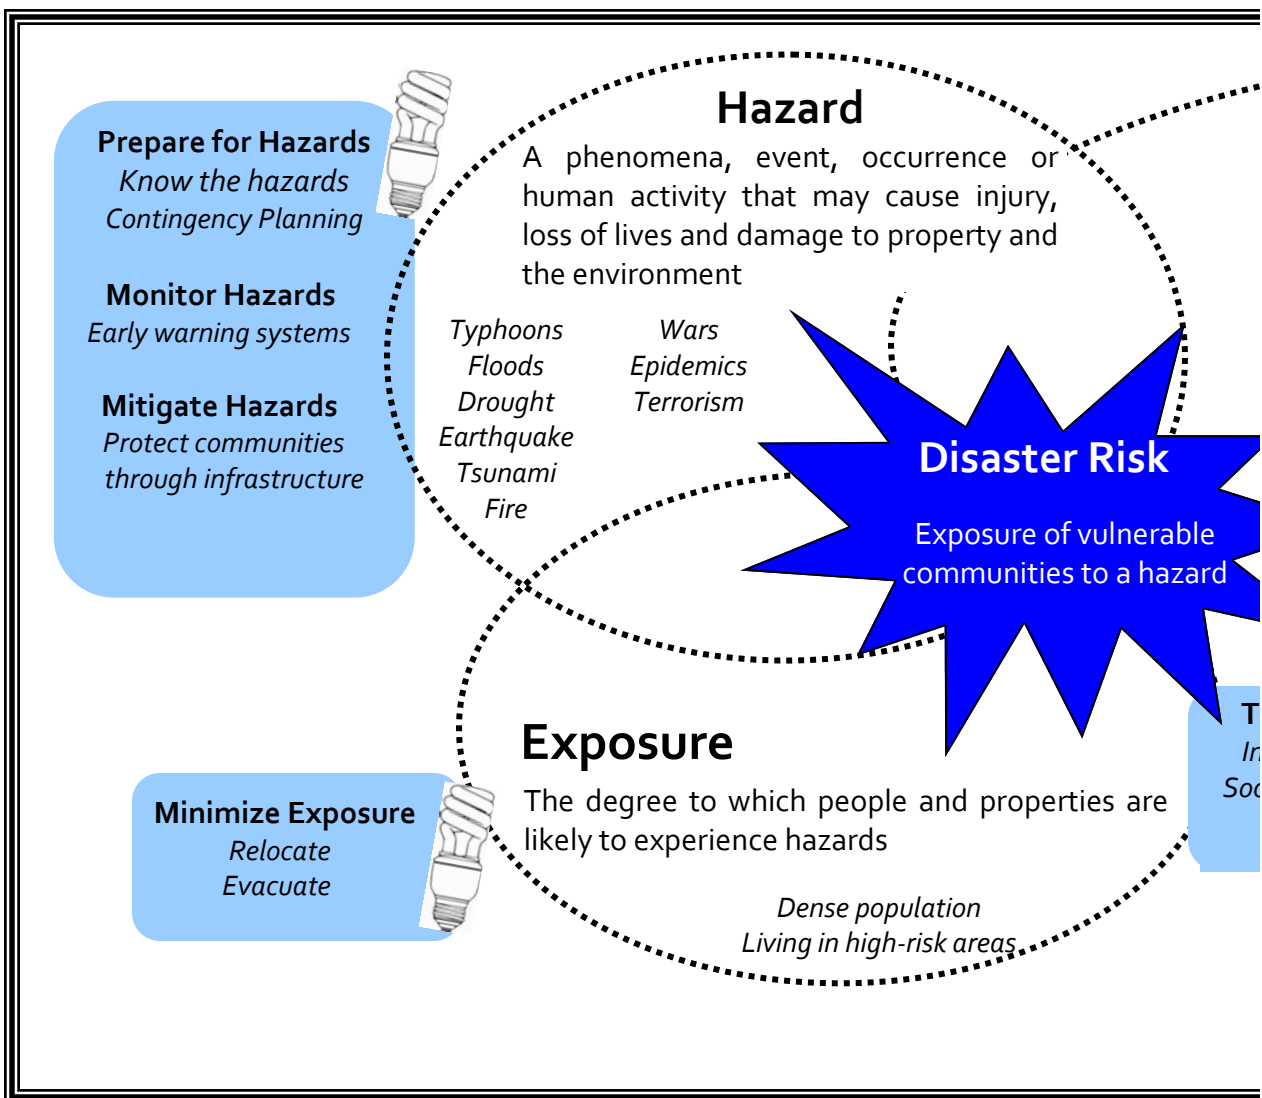 Prepare for Hazards
Know the hazards
Contingency Planning
Monitor Hazards
Early warning systems
Mitigate Hazards
Protect communities
through infrastructure
Hazard
A phenomena, event, occurrence or
human activity that may cause injury,
loss of lives and damage to property and
the environment
Typhoons
Floods
Drought
Earthquake
Tsunami
Fire
Wars
Epidemics
Terrorism
Disaster Risk
Exposure of vulnerable
communities to a hazard
Exposure
The degree to which people and properties are
likely to experience hazards
Dense population
Living in high-risk areas
Minimize Exposure
Relocate
Evacuate